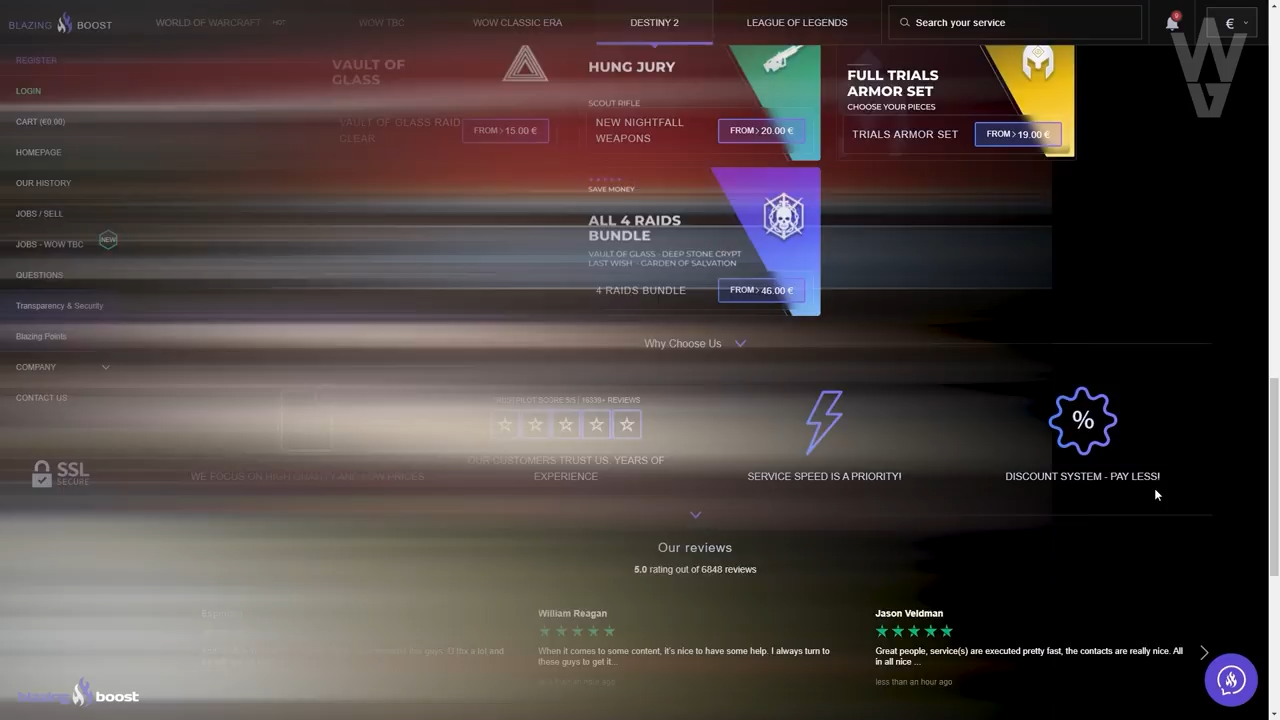 BLAZING BOOST
WORLD OF WARCRAFT HOT
WOW TBC
WOW CLASSIC ERA
DESTINY 2
LEAGUE OF LEGENDS
Search your service
0
€
REGISTER
LOGIN
CART (€0.00)
HOMEPAGE
OUR HISTORY
JOBS / SELL
JOBS - WOW TBC NEW
QUESTIONS
Transparency & Security
Blazing Points
COMPANY
CONTACT US
SSL
SECURE
blazing boost
VAULT OF
GLASS
VAULT OF GLASS RAID
CLEAR
FROM > 15.00 €
HUNG JURY
SCOUT RIFLE
NEW NIGHTFALL
WEAPONS
FROM > 20.00 €
FULL TRIALS
ARMOR SET
CHOOSE YOUR PIECES
TRIALS ARMOR SET
FROM > 19.00 €
SAVE MONEY
ALL 4 RAIDS
BUNDLE
VAULT OF GLASS · DEEP STONE CRYPT
LAST WISH · GARDEN OF SALVATION
4 RAIDS BUNDLE
FROM > 46.00 €
Why Choose Us
REVIEWS
OUR CUSTOMERS TRUST US. YEARS OF
EXPERIENCE
SERVICE SPEED IS A PRIORITY!
%
DISCOUNT SYSTEM - PAY LESS!
Our reviews
5.0 rating out of 6848 reviews
William Reagan
When it comes to some content, it's nice to have some help. I always turn to
these guys to get it...
less than an hour ago
Jason Veldman
Great people, service(s) are executed pretty fast, the contacts are really nice. All
in all nice ...
less than an hour ago